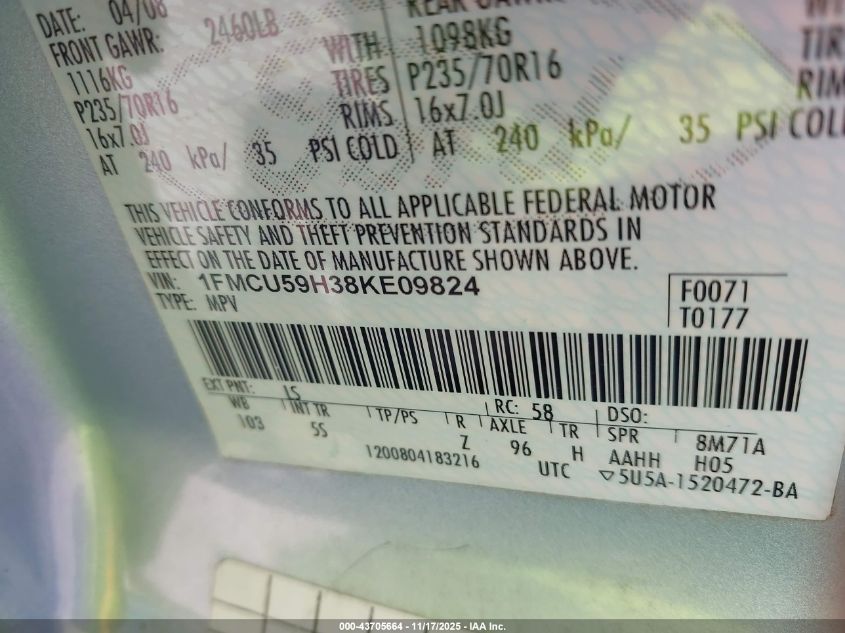 DATE: 04/08
FRONT GAWR: 2460LB
1116KG WITH 1098KG
P235/70R16 TIRES P235/70R16
16x7.0J RIMS 16x7.0J
AT 240 kPa/ 35 PSI COLD AT 240 kPa/ 35 PSI COLD
THIS VEHICLE CONFORMS TO ALL APPLICABLE FEDERAL MOTOR
VEHICLE SAFETY AND THEFT PREVENTION STANDARDS IN
EFFECT ON THE DATE OF MANUFACTURE SHOWN ABOVE.
VIN: 1FMCU59H38KE09824
TYPE: MPV
F0071
T0177
EXT PNT: 1S RC: 58 DSO:
WB INT TR TP/PS R AXLE TR SPR 8M71A
103 5S Z 96 H AAHH H05
1200804183216 UTC ▽5U5A-1520472-BA
000-43705664 - 11/17/2025 - IAA Inc.